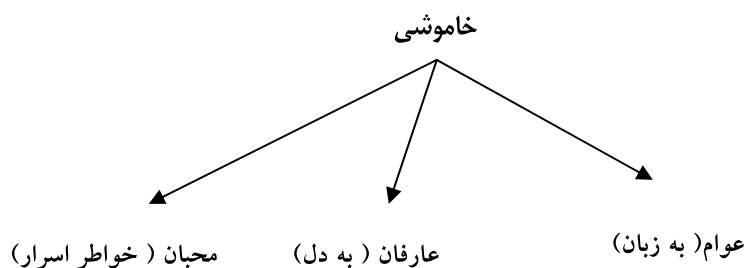 خاموشی
عوام( به زبان)
عارفان ( به دل)
محبان ( خواطر اسرار)